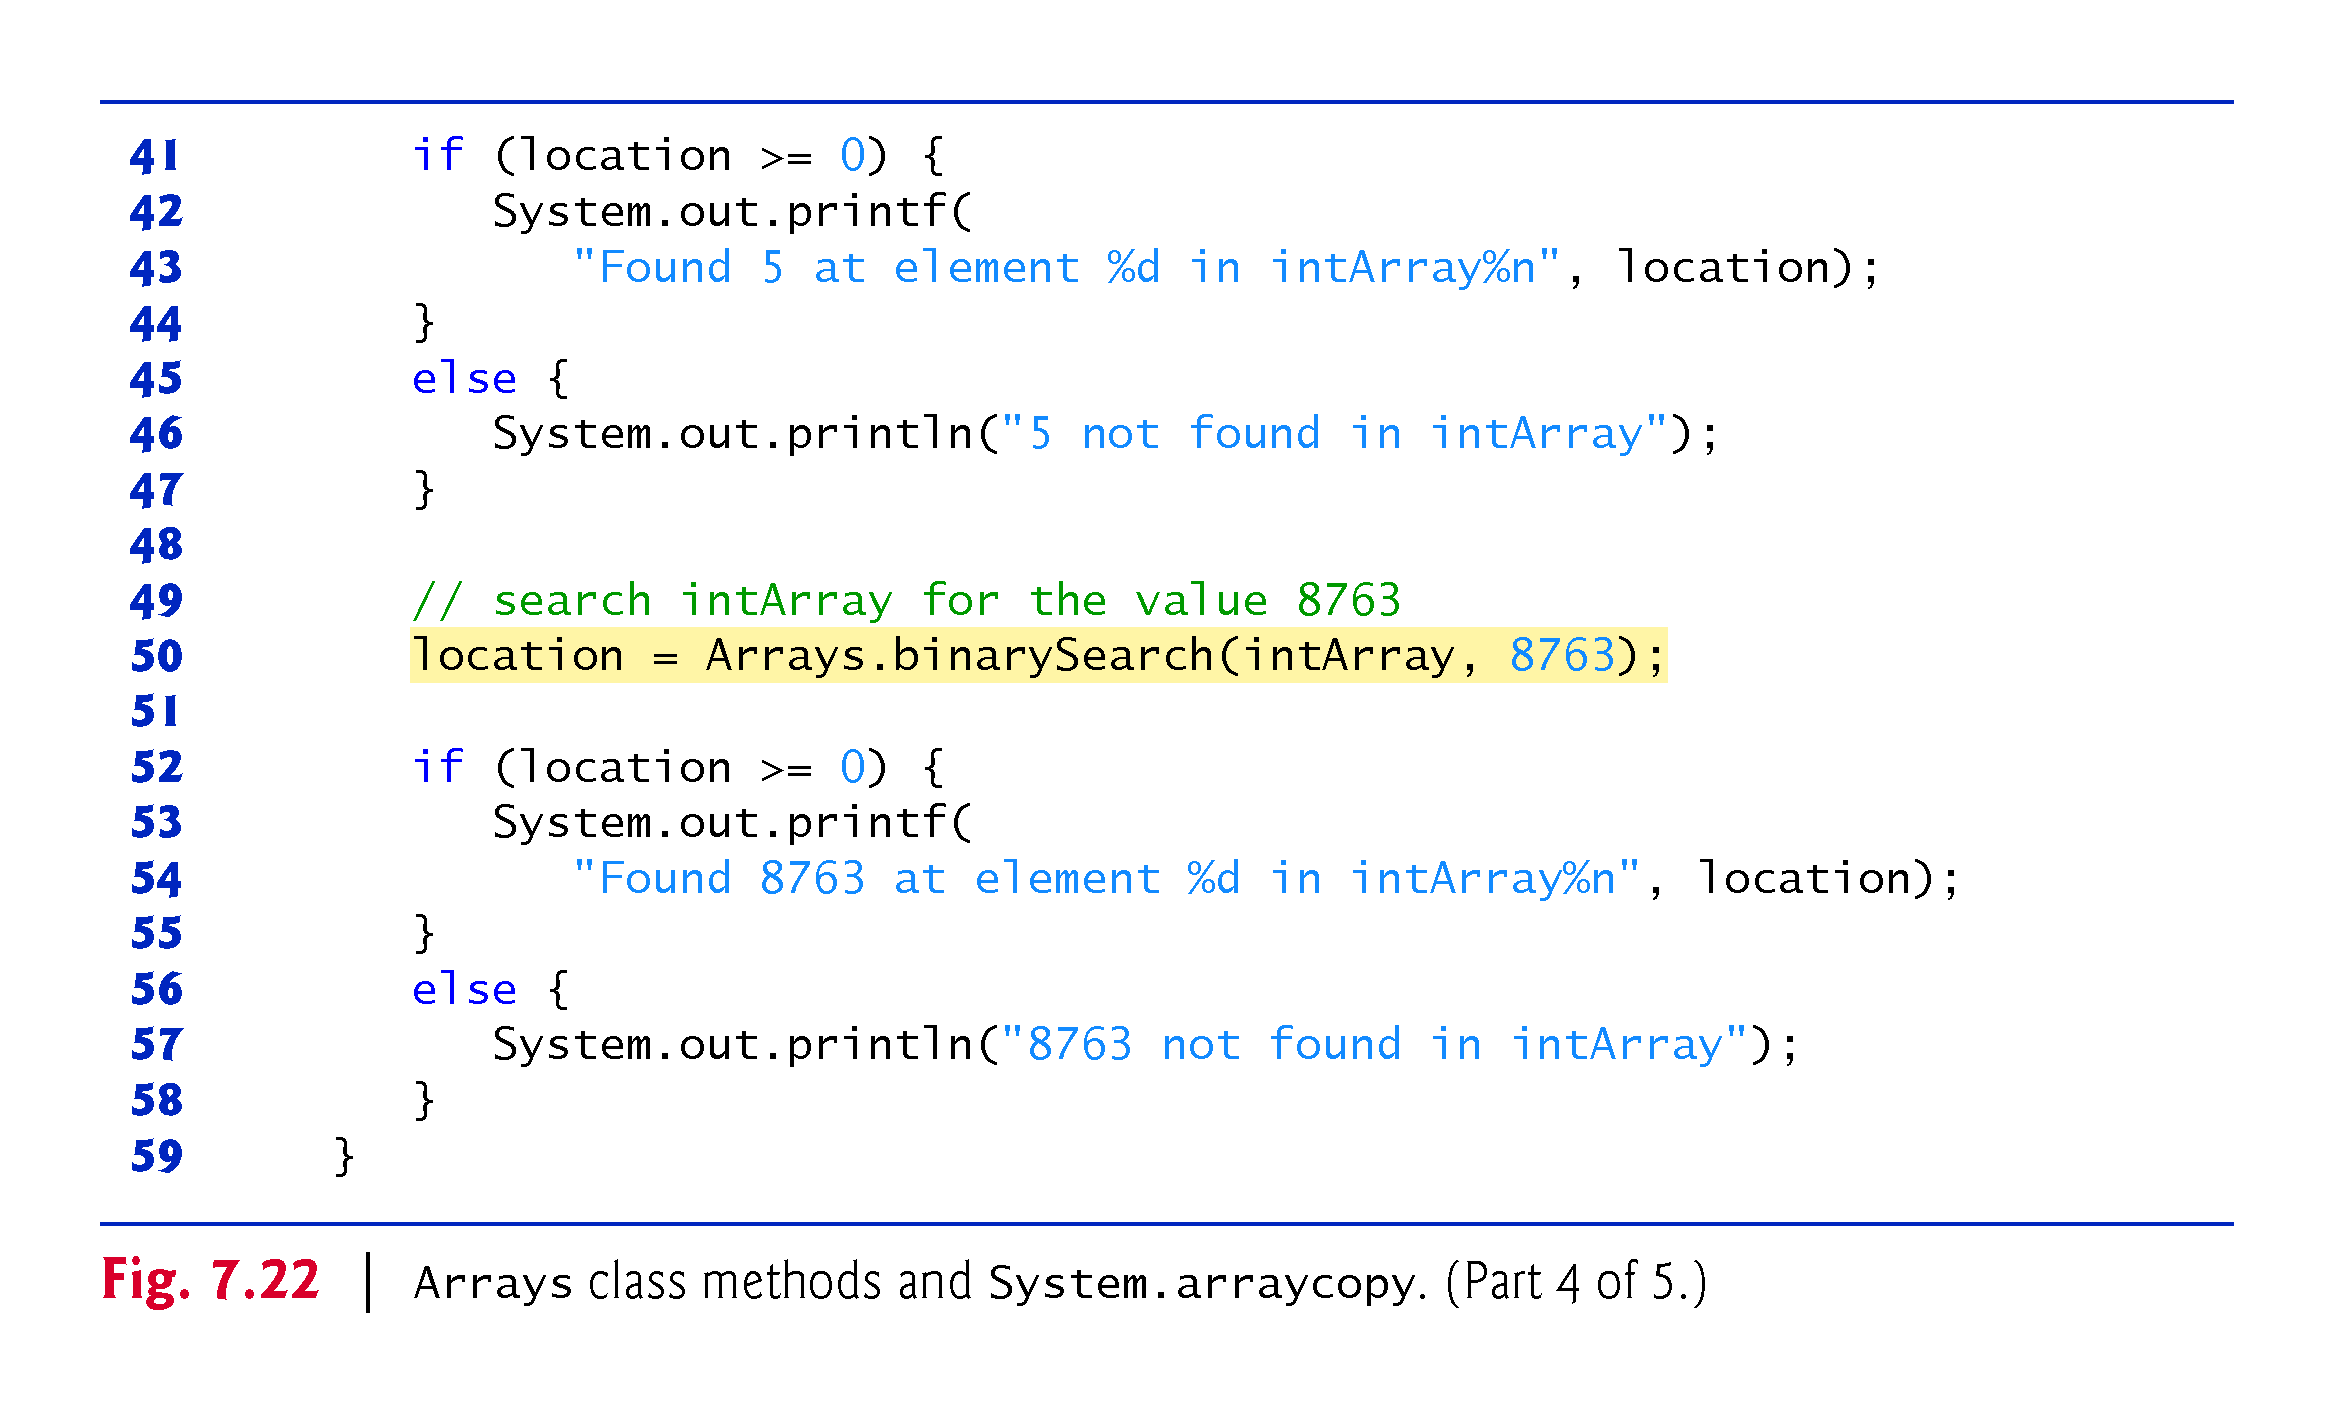 41         if (location >= 0) {
42            System.out.printf(
43               "Found 5 at element %d in intArray%n", location);
44         }
45         else {
46            System.out.println("5 not found in intArray");
47         }
48
49         // search intArray for the value 8763
50         location = Arrays.binarySearch(intArray, 8763);
51
52         if (location >= 0) {
53            System.out.printf(
54               "Found 8763 at element %d in intArray%n", location);
55         }
56         else {
57            System.out.println("8763 not found in intArray");
58         }
59      }
Fig. 7.22 | Arrays class methods and System.arraycopy. (Part 4 of 5.)